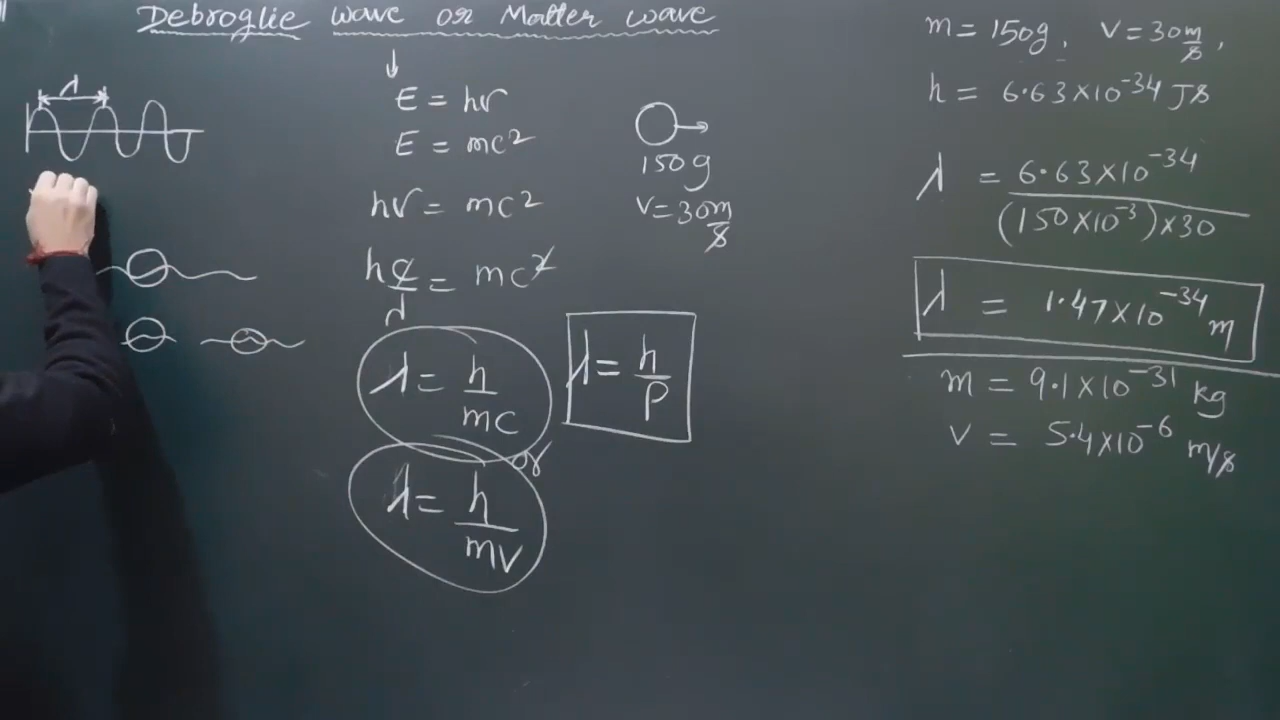 Debroglie wave or Matter wave
λ
↓
E = hν
E = mc²
hν = mc²
hc/λ = mc²
λ = h/mc
or
λ = h/mv
λ = h/P
150g
V = 30 m/s
m = 150g, V = 30 m/s,
h = 6.63×10⁻³⁴ Js
λ = 6.63×10⁻³⁴/(150×10⁻³)×30
λ = 1.47×10⁻³⁴ m
m = 9.1×10⁻³¹ kg
V = 5.4×10⁻⁶ m/s